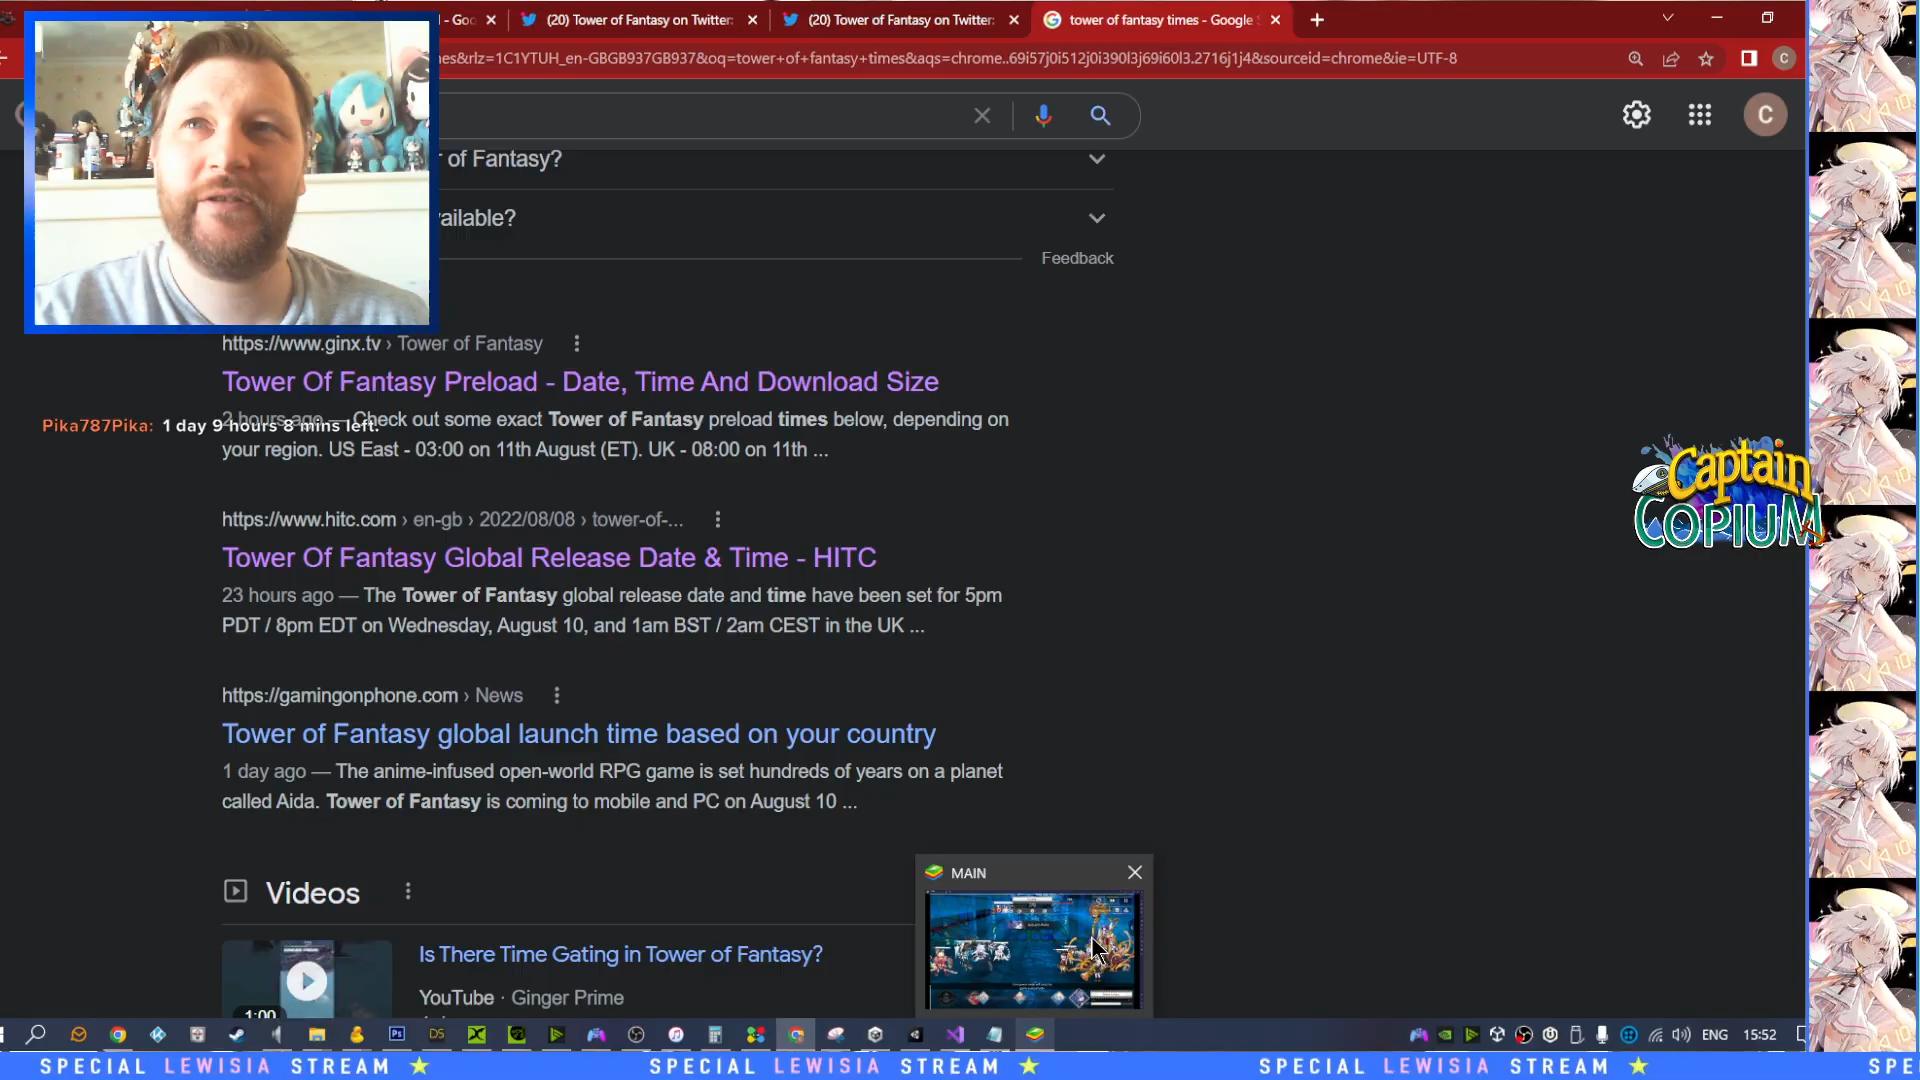 - Goo
(20) Tower of Fantasy on Twitter:
(20) Tower of Fantasy on Twitter:
tower of fantasy times - Google
nes&rlz=1C1YTUH_en-GBGB937GB937&oq=tower+of+fantasy+times&aqs=chrome..69i57j0i512j0i390l3j69i60l3.2716j1j4&sourceid=chrome&ie=UTF-8
C
C
r of Fantasy?
vailable?
Feedback
https://www.ginx.tv › Tower of Fantasy
Tower Of Fantasy Preload - Date, Time And Download Size
2 hours ago — Check out some exact Tower of Fantasy preload times below, depending on
Pika787Pika: 1 day 9 hours 8 mins left.
your region. US East - 03:00 on 11th August (ET). UK - 08:00 on 11th ...
Captain
COPIUM
https://www.hitc.com › en-gb › 2022/08/08 › tower-of-...
Tower Of Fantasy Global Release Date & Time - HITC
23 hours ago — The Tower of Fantasy global release date and time have been set for 5pm
PDT / 8pm EDT on Wednesday, August 10, and 1am BST / 2am CEST in the UK ...
https://gamingonphone.com › News
Tower of Fantasy global launch time based on your country
1 day ago — The anime-infused open-world RPG game is set hundreds of years on a planet
called Aida. Tower of Fantasy is coming to mobile and PC on August 10 ...
MAIN
Videos
Is There Time Gating in Tower of Fantasy?
YouTube · Ginger Prime
1:00
Ps
DS
ENG
15:52
SPECIAL LEWISIA STREAM SPECIAL LEWISIA STREAM SPECIAL LEWISIA STREAM SPE